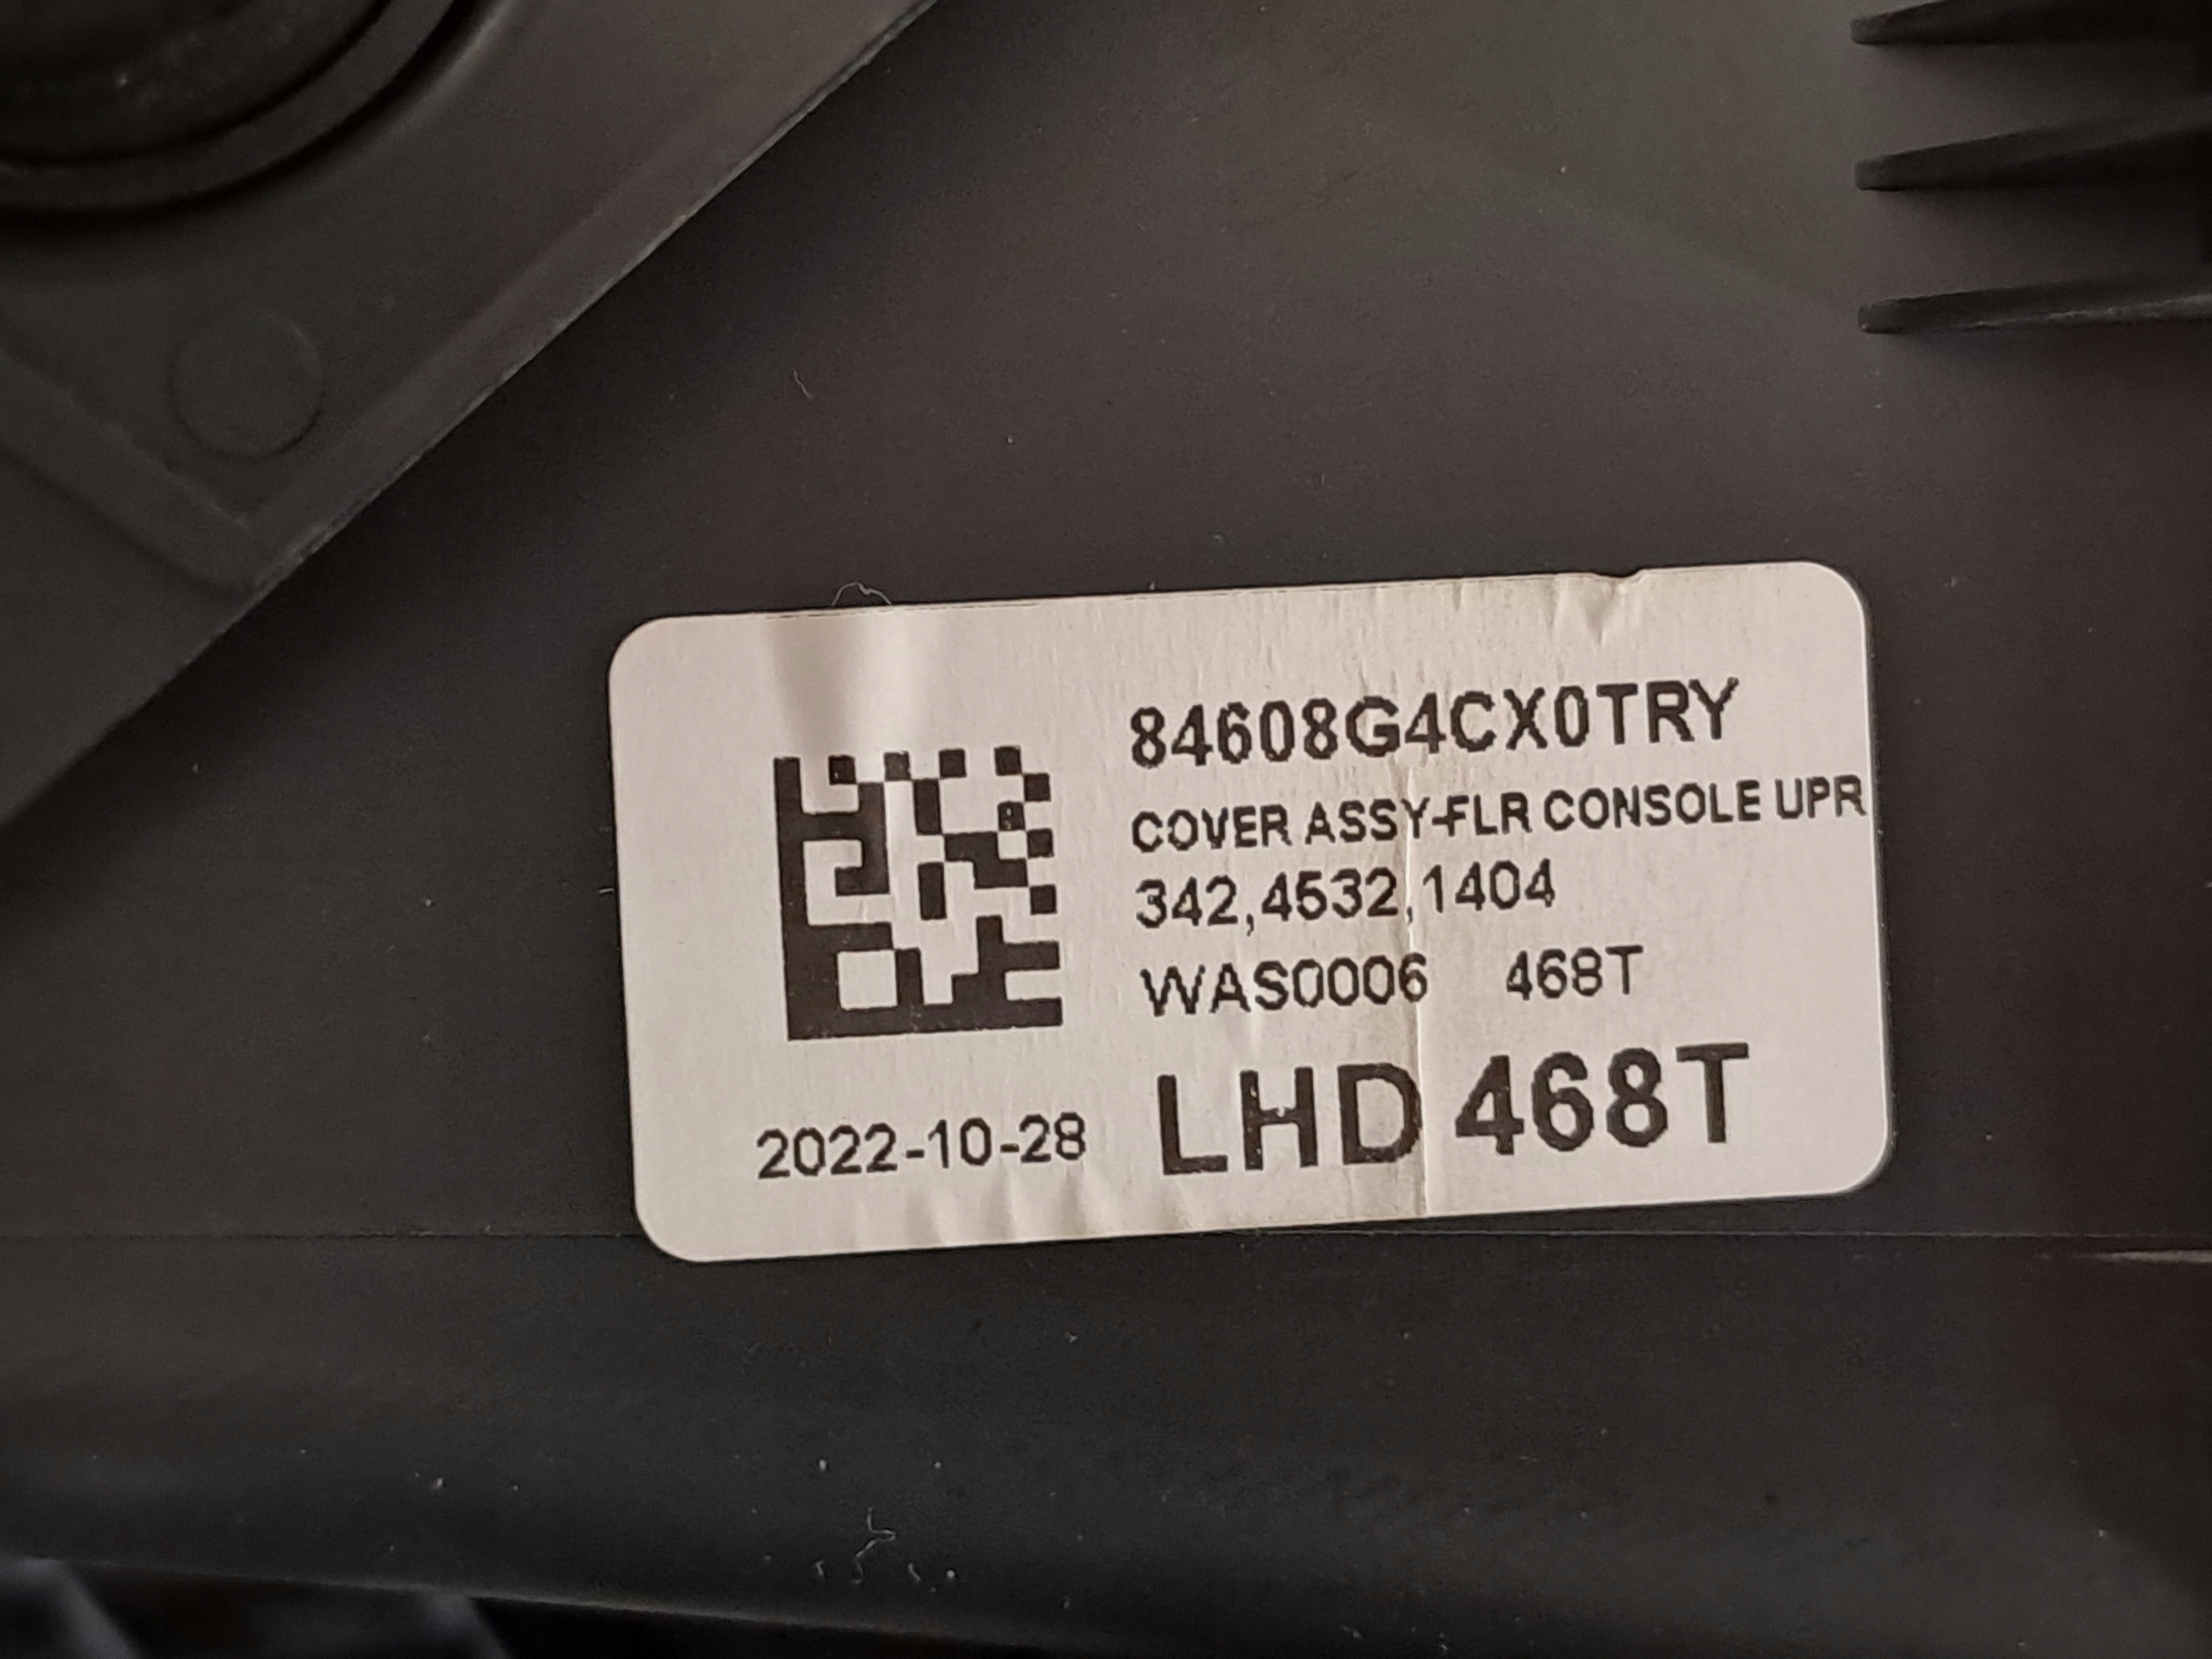 84608G4CX0TRY
COVER ASSY-FLR CONSOLE UPR
342,4532,1404
WAS0006 468T
2022-10-28 LHD 468T